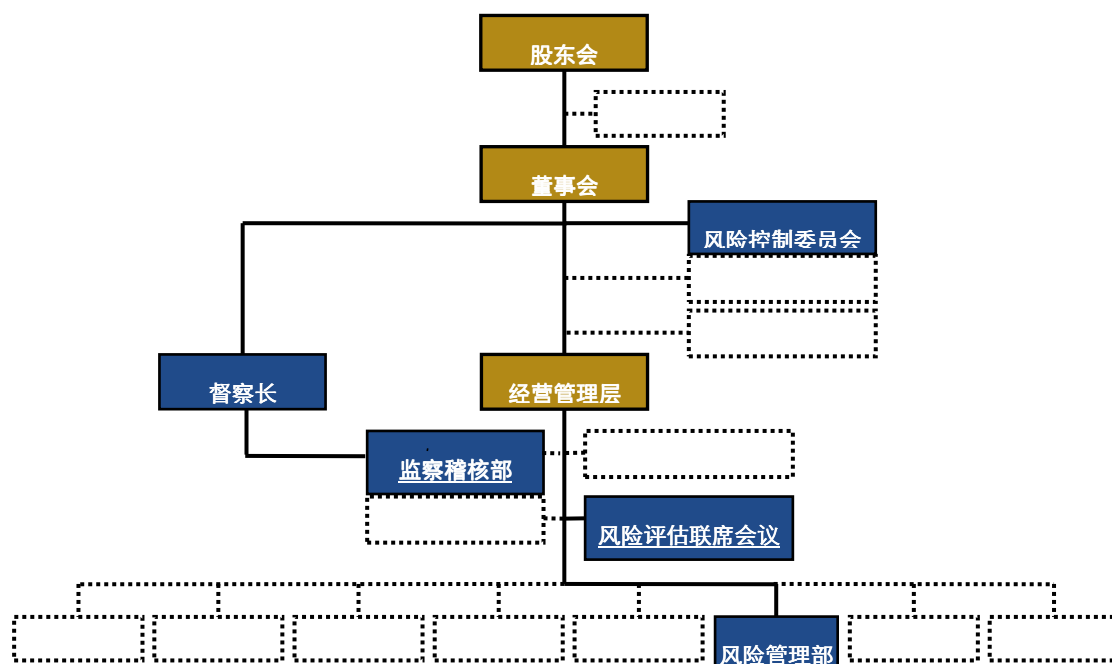 股东会
董事会
风险控制委员会
督察长
经营管理层
监察稽核部
风险评估联席会议
风险管理部